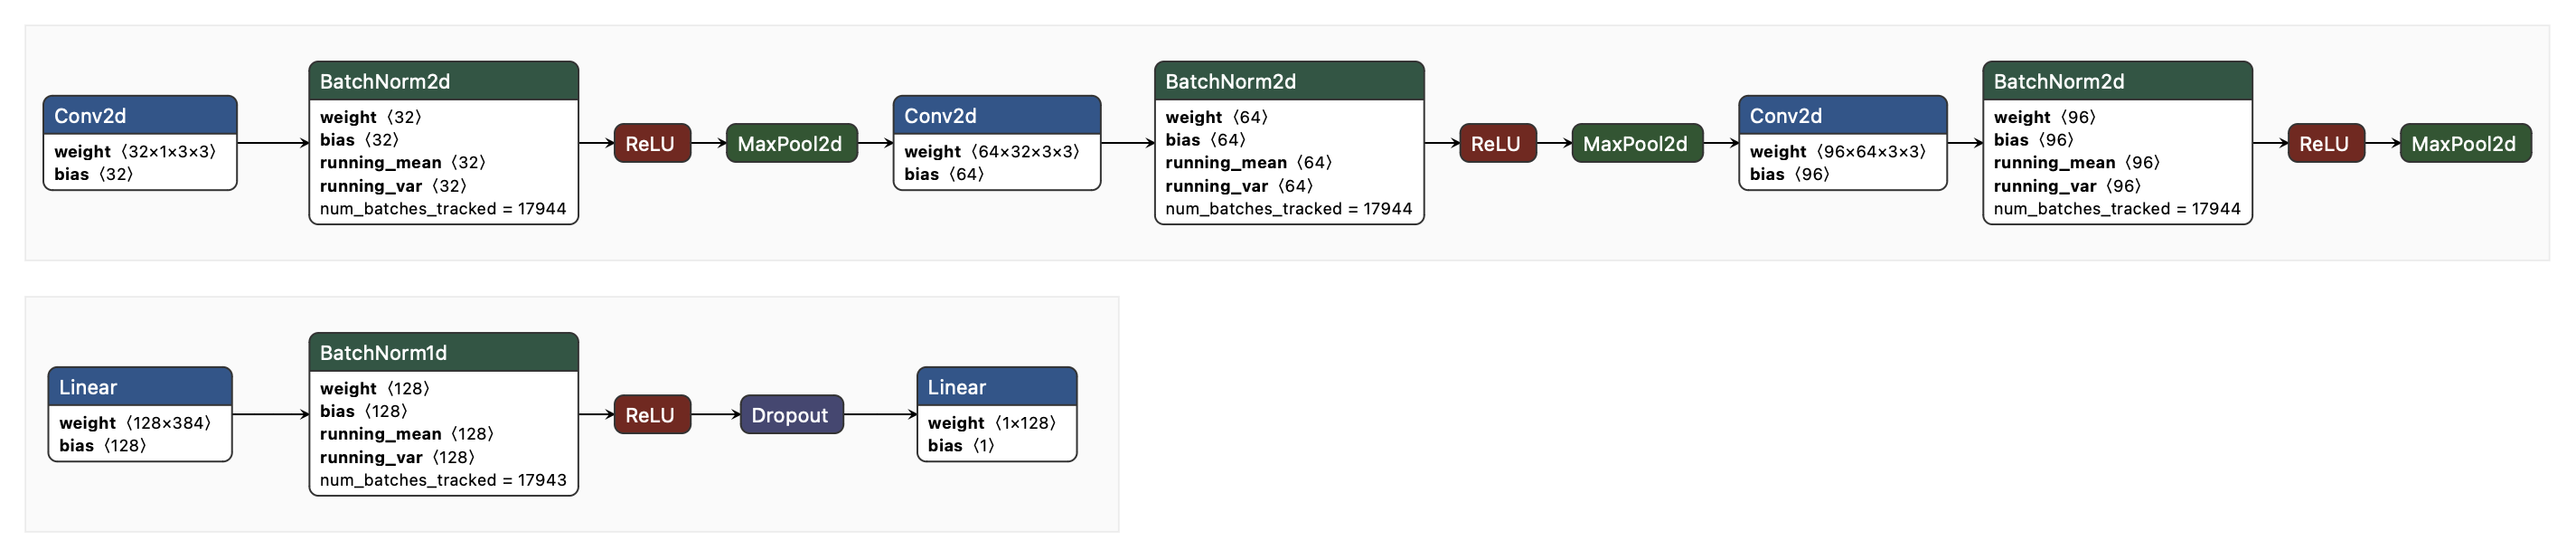 Conv2d
weight ⟨32×1×3×3⟩
bias ⟨32⟩
BatchNorm2d
weight ⟨32⟩
bias ⟨32⟩
running_mean ⟨32⟩
running_var ⟨32⟩
num_batches_tracked = 17944
ReLU
MaxPool2d
Conv2d
weight ⟨64×32×3×3⟩
bias ⟨64⟩
BatchNorm2d
weight ⟨64⟩
bias ⟨64⟩
running_mean ⟨64⟩
running_var ⟨64⟩
num_batches_tracked = 17944
ReLU
MaxPool2d
Conv2d
weight ⟨96×64×3×3⟩
bias ⟨96⟩
BatchNorm2d
weight ⟨96⟩
bias ⟨96⟩
running_mean ⟨96⟩
running_var ⟨96⟩
num_batches_tracked = 17944
ReLU
MaxPool2d
Linear
weight ⟨128×384⟩
bias ⟨128⟩
BatchNorm1d
weight ⟨128⟩
bias ⟨128⟩
running_mean ⟨128⟩
running_var ⟨128⟩
num_batches_tracked = 17943
ReLU
Dropout
Linear
weight ⟨1×128⟩
bias ⟨1⟩